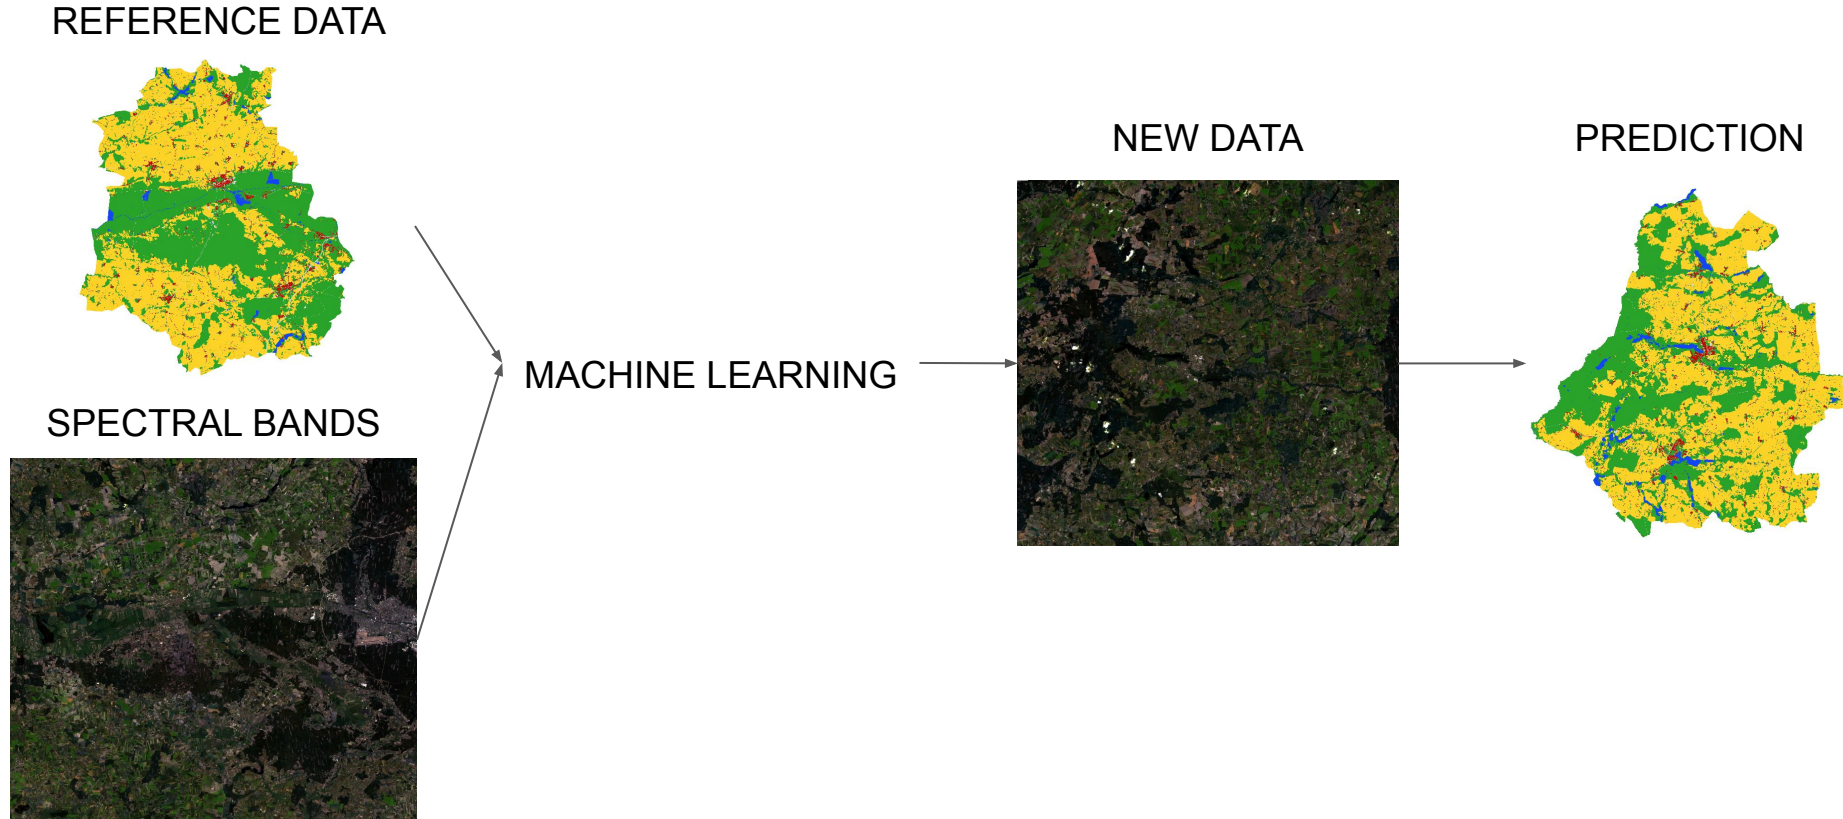 REFERENCE DATA
SPECTRAL BANDS
MACHINE LEARNING
NEW DATA
PREDICTION